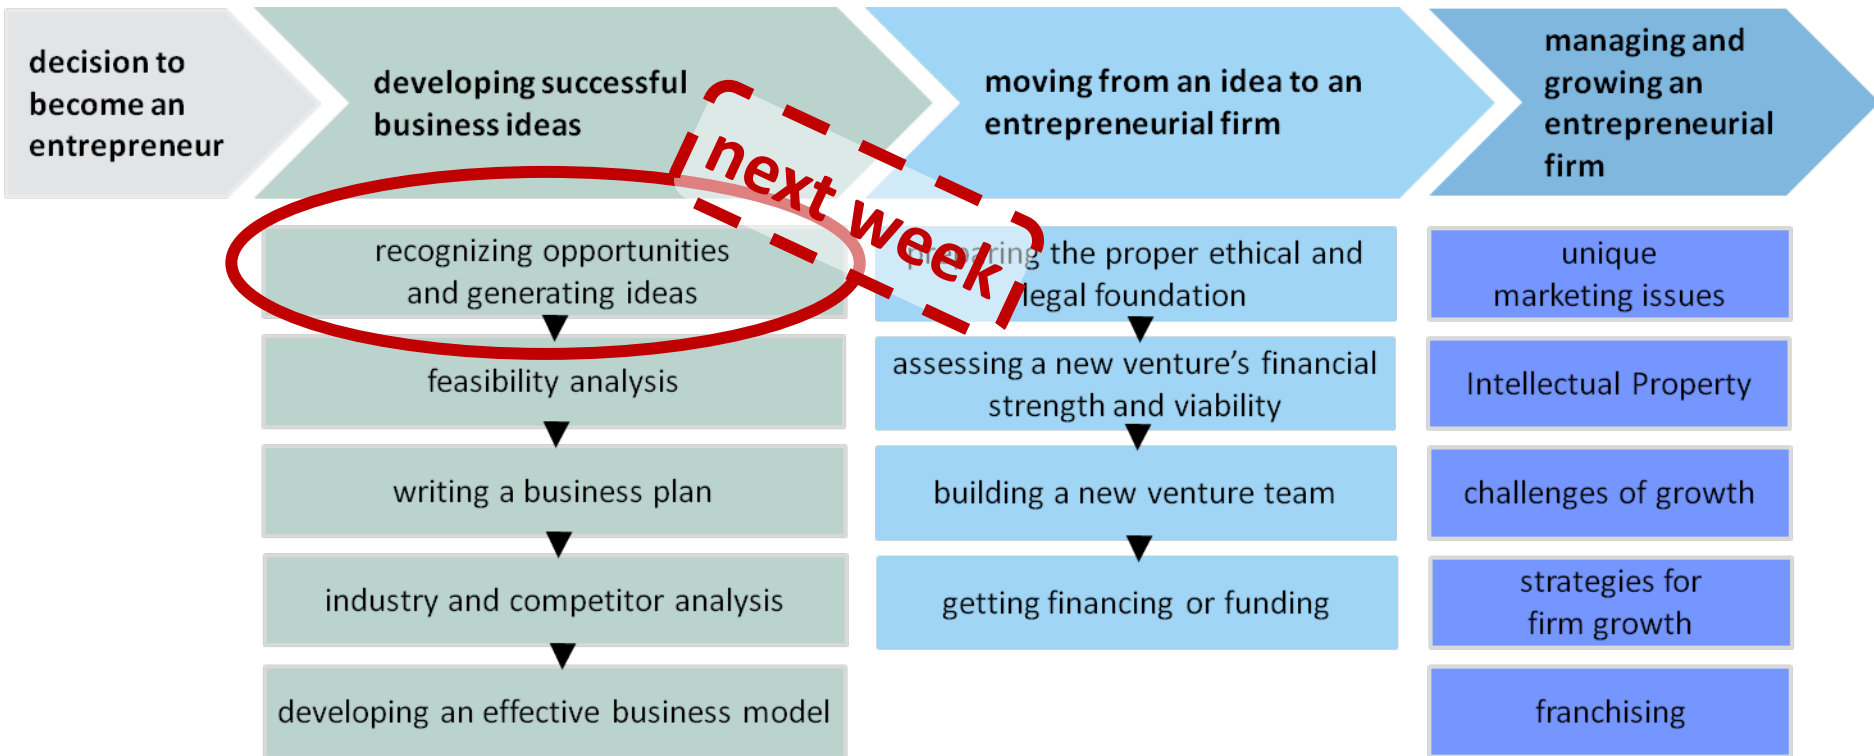 decision to
become an
entrepreneur
developing successful
business ideas
moving from an idea to an
entrepreneurial firm
managing and
growing an
entrepreneurial
firm
next week
recognizing opportunities
and generating ideas
feasibility analysis
writing a business plan
industry and competitor analysis
developing an effective business model
preparing the proper ethical and
legal foundation
assessing a new venture’s financial
strength and viability
building a new venture team
getting financing or funding
unique
marketing issues
Intellectual Property
challenges of growth
strategies for
firm growth
franchising